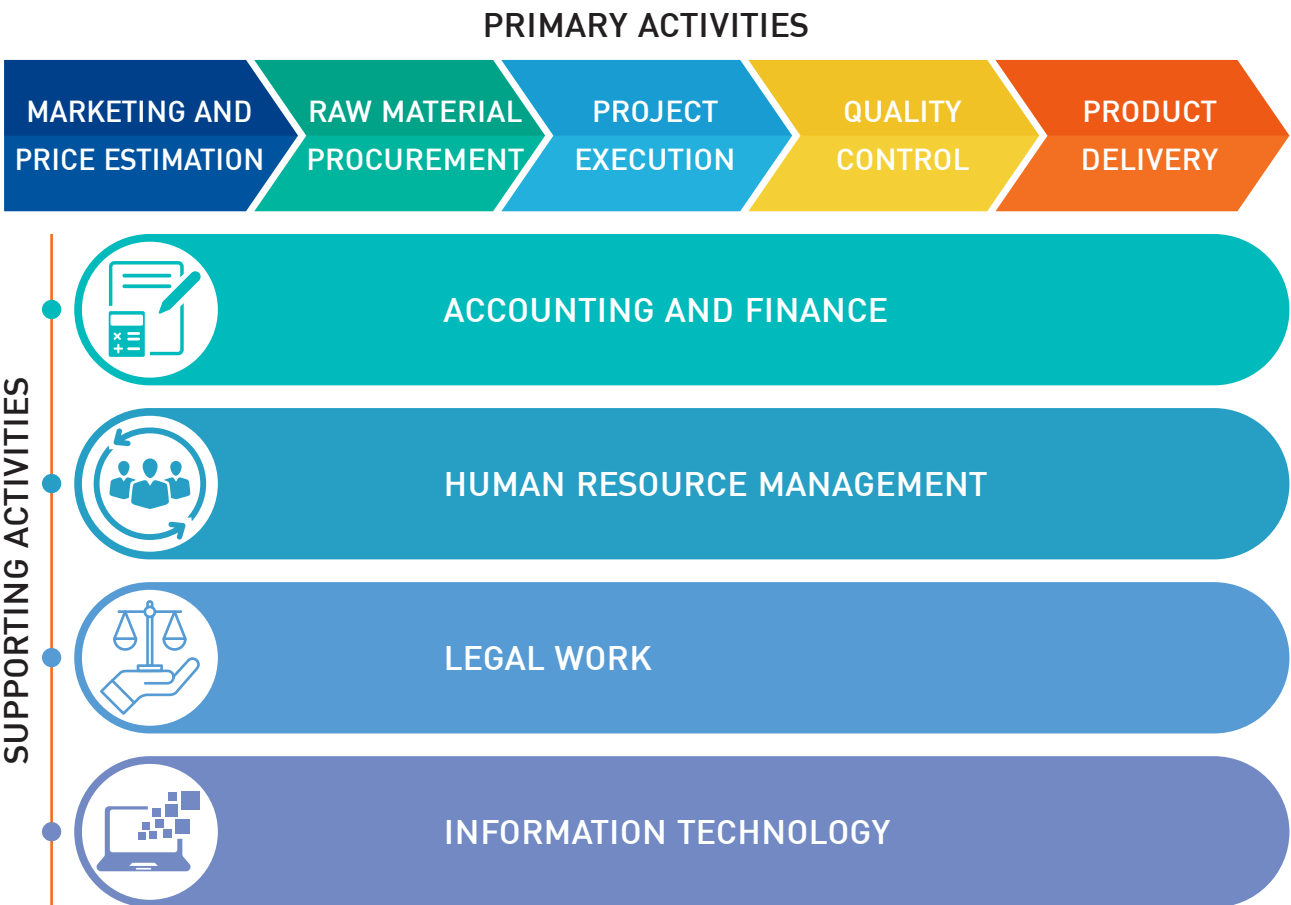 PRIMARY ACTIVITIES
MARKETING AND
PRICE ESTIMATION
RAW MATERIAL
PROCUREMENT
PROJECT
EXECUTION
QUALITY
CONTROL
PRODUCT
DELIVERY
SUPPORTING ACTIVITIES
ACCOUNTING AND FINANCE
HUMAN RESOURCE MANAGEMENT
LEGAL WORK
INFORMATION TECHNOLOGY